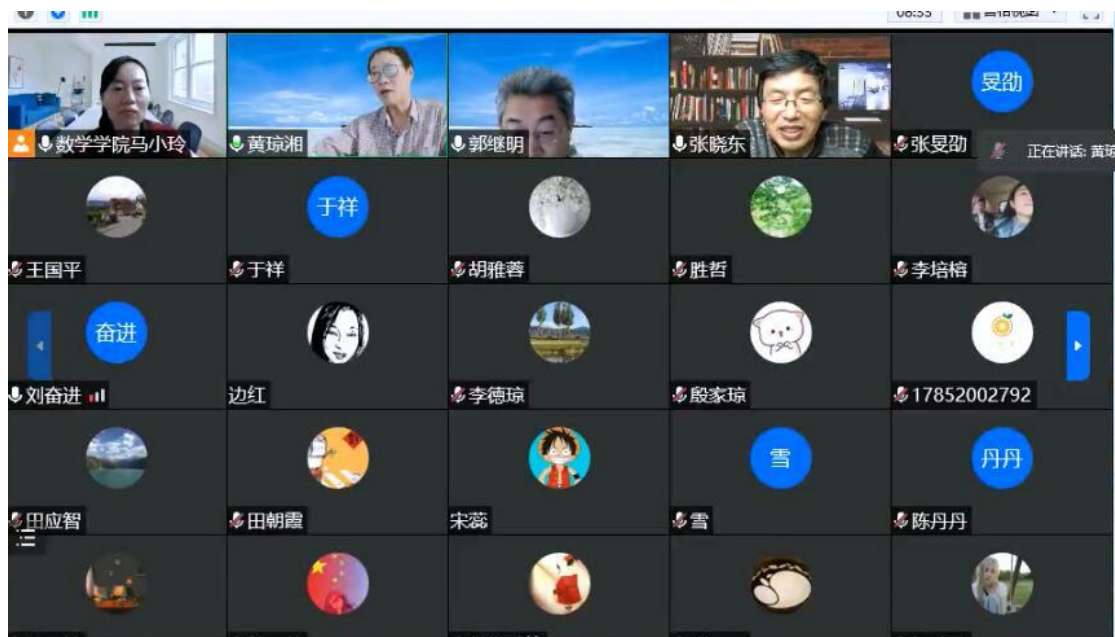 旻劭
数学学院马小玲
黄琼湘
郭继明
张晓东
张旻劭
正在讲话: 黄琼
于祥
王国平
于祥
胡雅蓉
胜哲
李培榕
奋进
刘奋进
边红
李德琼
殷家琼
17852002792
雪
丹丹
田应智
田朝霞
宋蕊
雪
陈丹丹